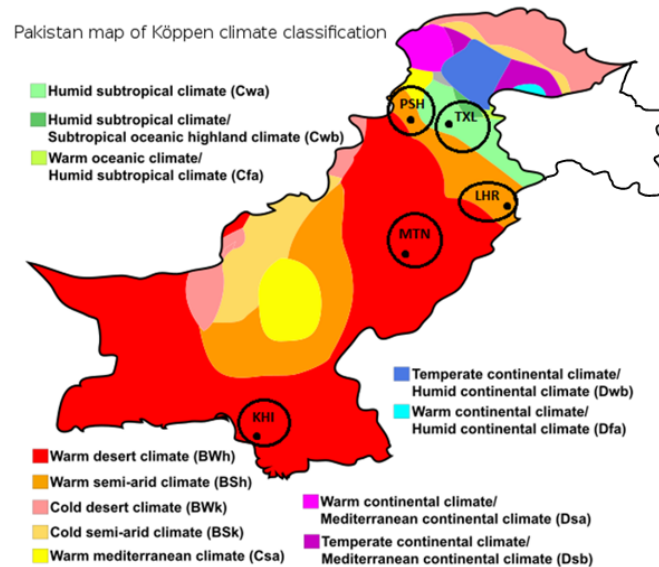 Pakistan map of Köppen climate classification
Humid subtropical climate (Cwa)
Humid subtropical climate/
Subtropical oceanic highland climate (Cwb)
Warm oceanic climate/
Humid subtropical climate (Cfa)
PSH
TXL
LHR
MTN
KHI
Temperate continental climate/
Humid continental climate (Dwb)
Warm continental climate/
Humid continental climate (Dfa)
Warm desert climate (BWh)
Warm semi-arid climate (BSh)
Cold desert climate (BWk)
Cold semi-arid climate (BSk)
Warm mediterranean climate (Csa)
Warm continental climate/
Mediterranean continental climate (Dsa)
Temperate continental climate/
Mediterranean continental climate (Dsb)